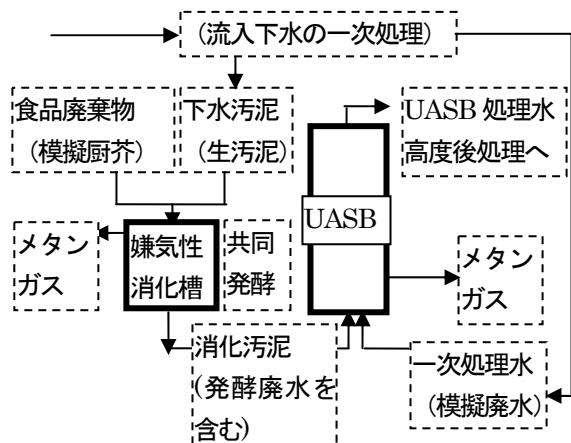 (流入下水の一次処理)
食品廃棄物
(模擬厨芥)
下水汚泥
(生汚泥)
UASB 処理水
高度後処理へ
UASB
メタン
ガス
嫌気性
消化槽
共同
発酵
メタン
ガス
消化汚泥
(発酵廃水を
含む)
一次処理水
(模擬廃水)